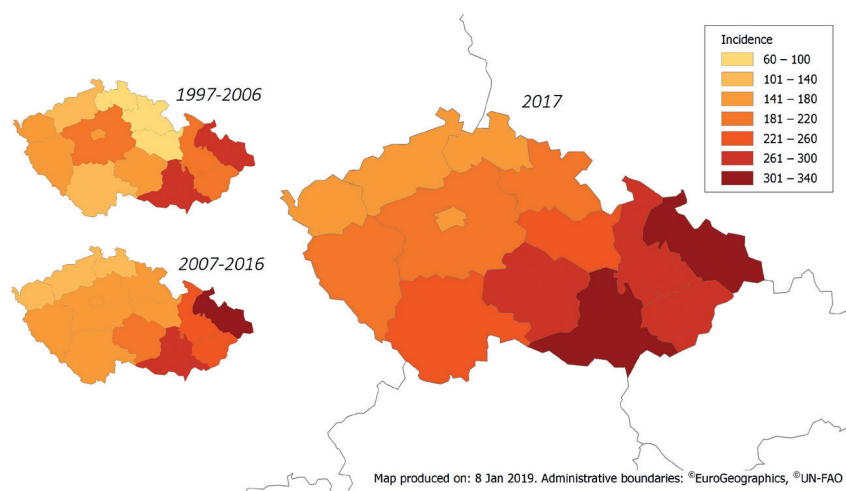 Incidence
60 – 100
101 – 140
141 – 180
181 – 220
221 – 260
261 – 300
301 – 340
1997-2006
2017
2007-2016
Map produced on: 8 Jan 2019. Administrative boundaries: ©EuroGeographics, ©UN-FAO